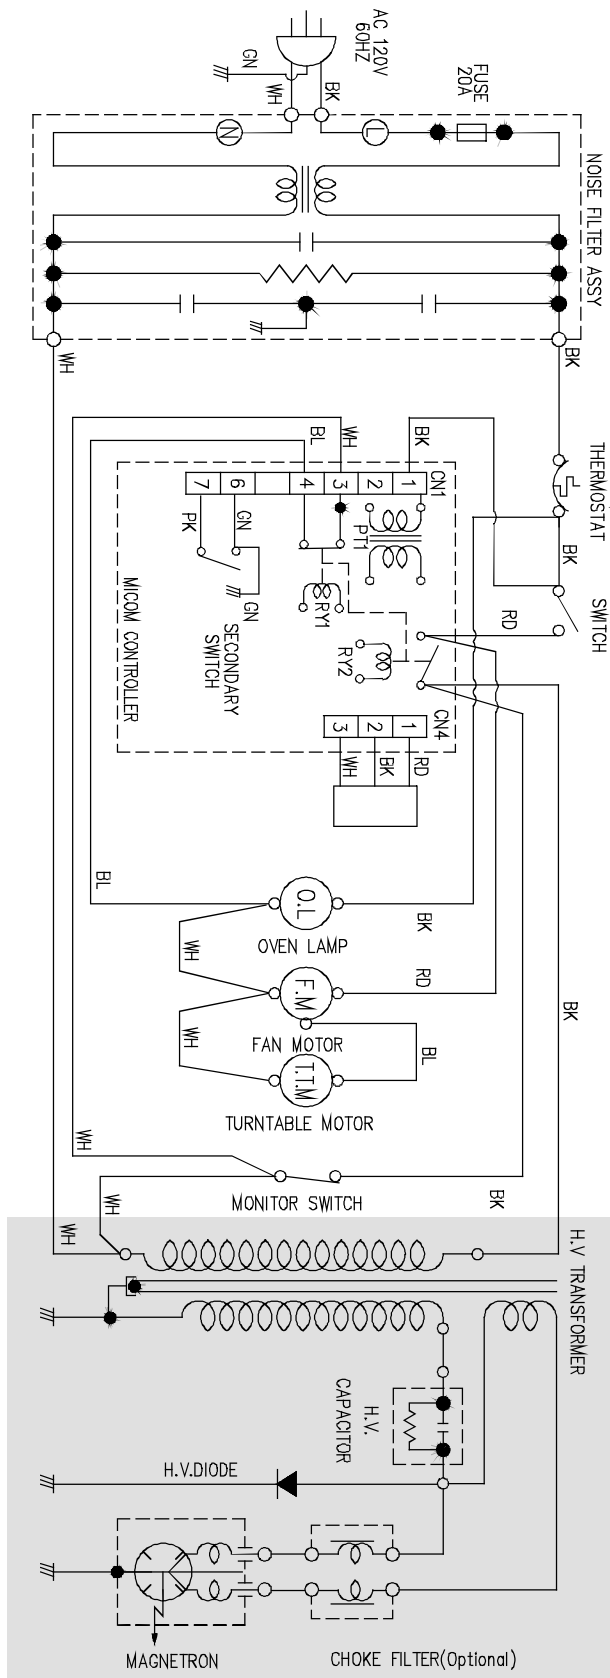 AC 120V
60HZ
GN
WH
BK
FUSE
20A
N
L
NOISE FILTER ASSY
WH
BK
THERMOSTAT
BL
WH
BK
CN1
7
6
4
3
2
1
PK
GN
GN
PT1
RY1
RY2
BK
SWITCH
RD
SECONDARY
SWITCH
MICOM CONTROLLER
CN4
3
2
1
WH
BK
RD
BL
O.L
BK
OVEN LAMP
WH
F.M
RD
BK
FAN MOTOR
WH
BL
T.T.M
TURNTABLE MOTOR
WH
MONITOR SWITCH
BK
WH
WH
H.V TRANSFORMER
H.V.
CAPACITOR
H.V.DIODE
MAGNETRON
CHOKE FILTER(Optional)